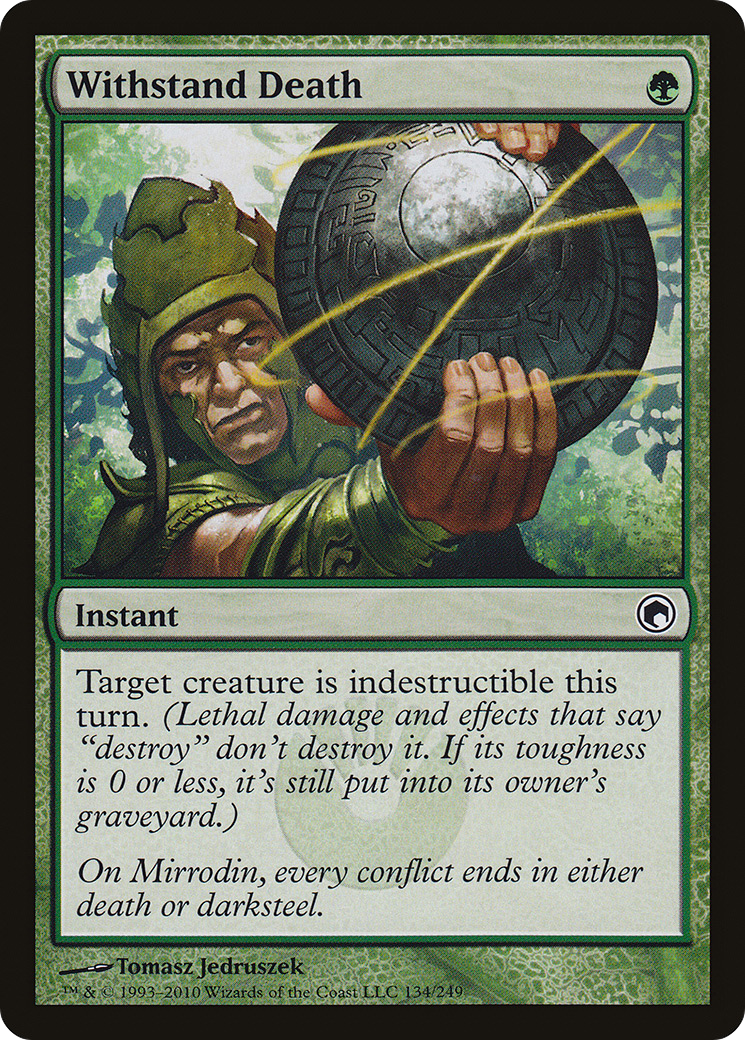 Withstand Death
Instant
Target creature is indestructible this
turn. (Lethal damage and effects that say
“destroy” don’t destroy it. If its toughness
is 0 or less, it’s still put into its owner’s
graveyard.)
On Mirrodin, every conflict ends in either
death or darksteel.
Tomasz Jedruszek
™ & © 1993–2010 Wizards of the Coast LLC 134/249